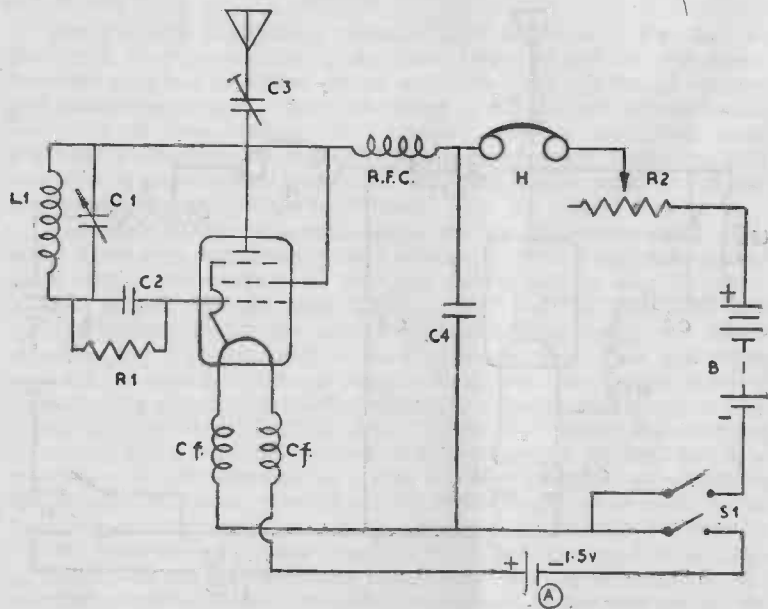 C3
L1
C1
R.F.C.
H
R2
C2
R1
C4
+
B
-
Cf.
Cf.
S1
+
-1.5V
A